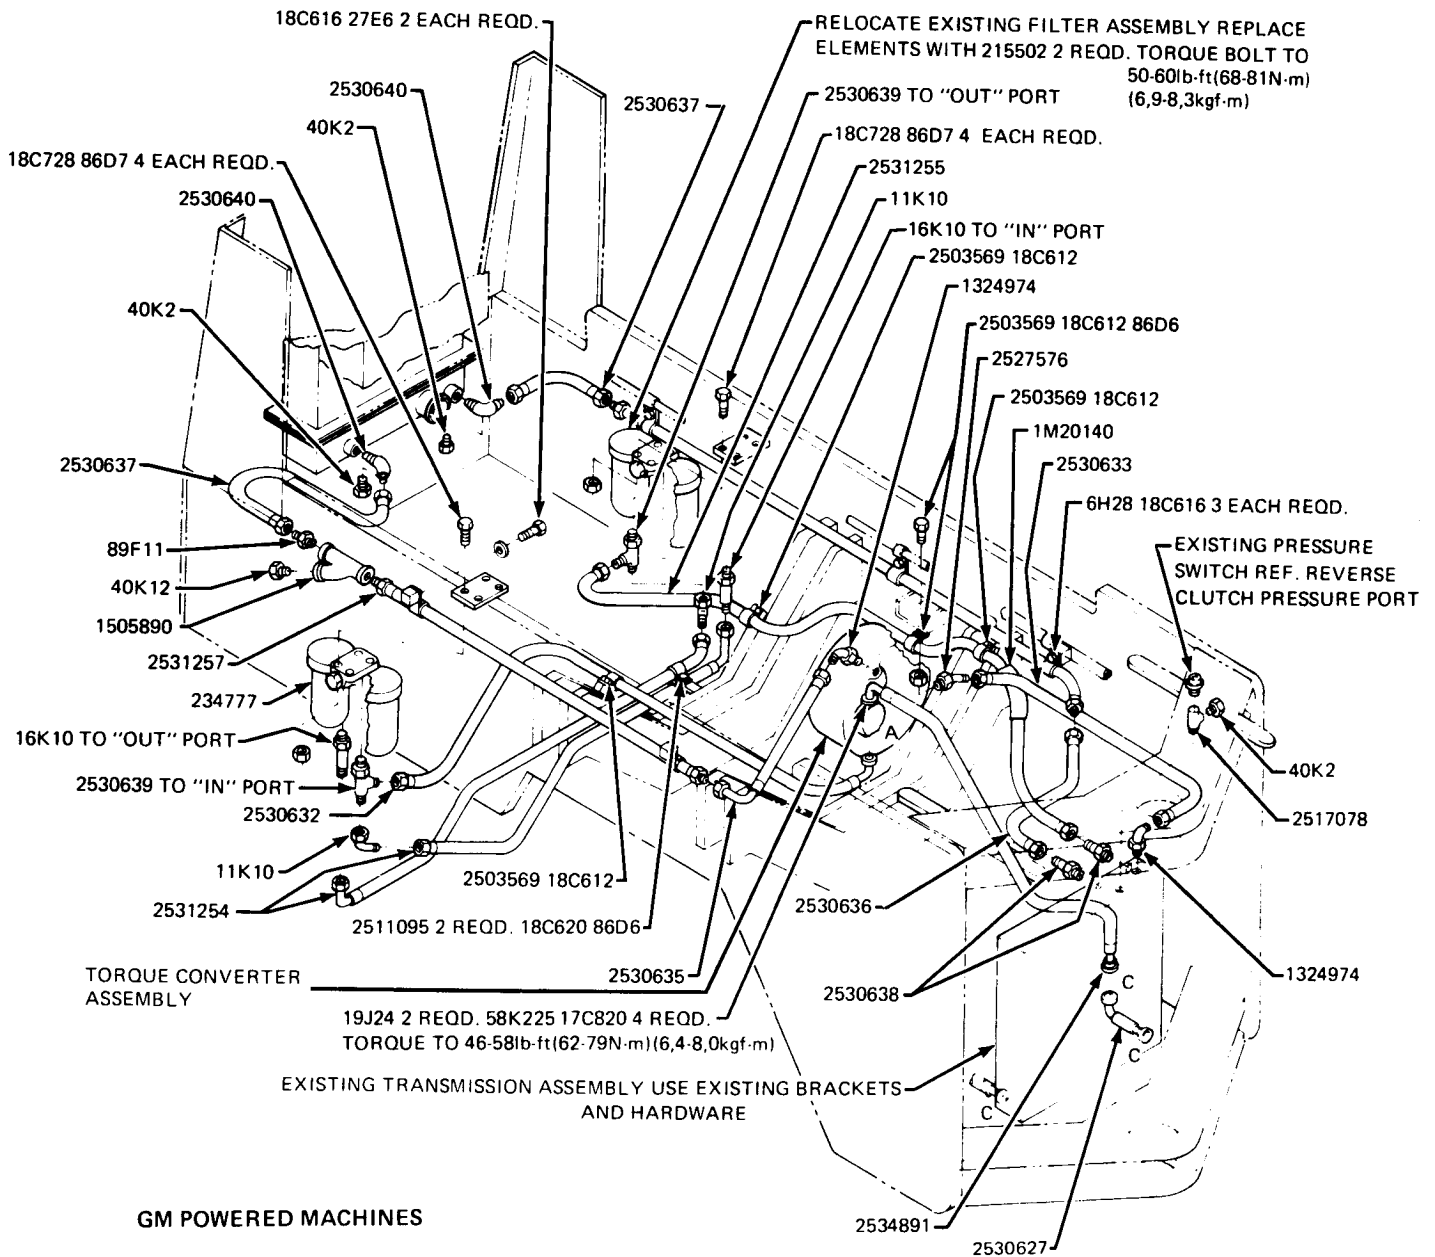 18C616 27E6 2 EACH REQD.
2530640
40K2
18C728 86D7 4 EACH REQD.
2530640
40K2
2530637
RELOCATE EXISTING FILTER ASSEMBLY REPLACE
ELEMENTS WITH 215502 2 REQD. TORQUE BOLT TO
50-60lb-ft(68-81N·m)
(6,9-8,3kgf·m)
2530639 TO "OUT" PORT
18C728 86D7 4 EACH REQD.
2531255
11K10
16K10 TO "IN" PORT
2503569 18C612
1324974
2503569 18C612 86D6
2527576
2503569 18C612
1M20140
2530633
6H28 18C616 3 EACH REQD.
EXISTING PRESSURE
SWITCH REF. REVERSE
CLUTCH PRESSURE PORT
2530637
89F11
40K12
1505890
2531257
234777
16K10 TO "OUT" PORT
2530639 TO "IN" PORT
2530632
11K10
2531254
A
40K2
2517078
2503569 18C612
2511095 2 REQD. 18C620 86D6
2530636
TORQUE CONVERTER
ASSEMBLY
2530635
2530638
1324974
C
19J24 2 REQD. 58K225 17C820 4 REQD.
TORQUE TO 46-58lb-ft(62-79N·m)(6,4-8,0kgf·m)
C
EXISTING TRANSMISSION ASSEMBLY USE EXISTING BRACKETS
AND HARDWARE
C
GM POWERED MACHINES
2534891
2530627